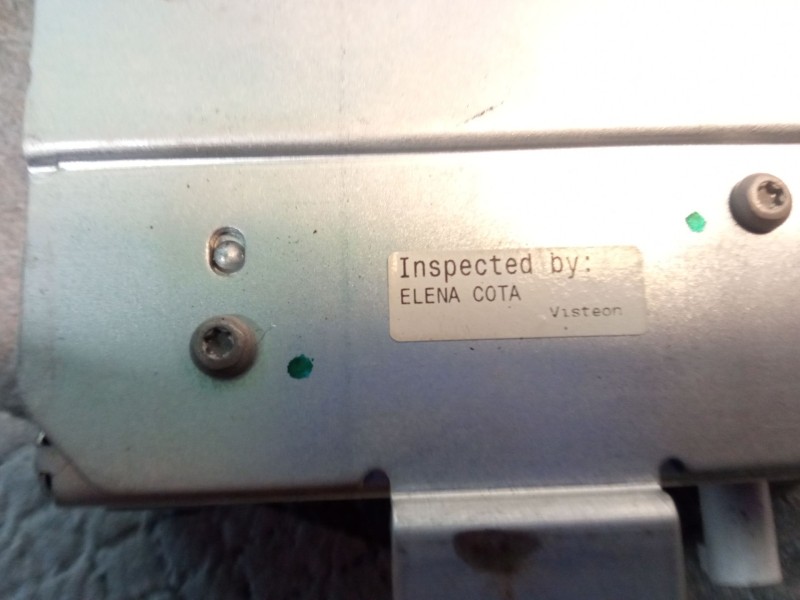 Inspected by:
ELENA COTA
Visteon